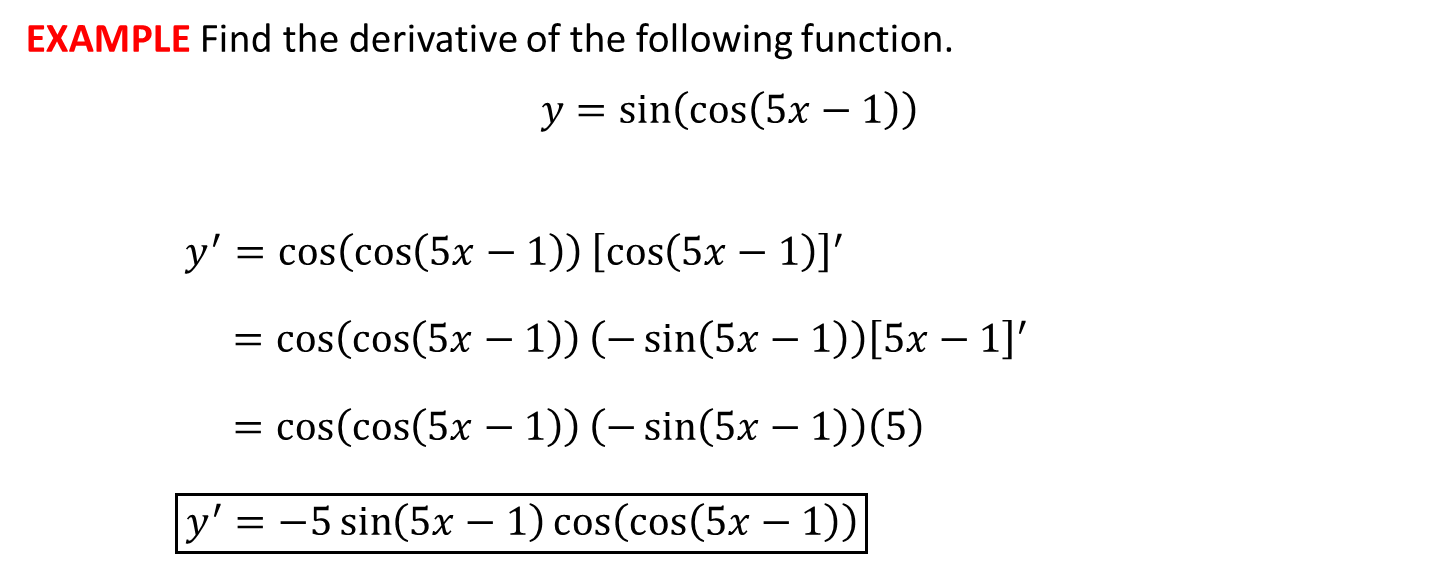 EXAMPLE Find the derivative of the following function.
y = sin(cos(5x − 1))
y′ = cos(cos(5x − 1)) [cos(5x − 1)]′
= cos(cos(5x − 1)) (− sin(5x − 1))[5x − 1]′
= cos(cos(5x − 1)) (− sin(5x − 1))(5)
y′ = −5 sin(5x − 1) cos(cos(5x − 1))